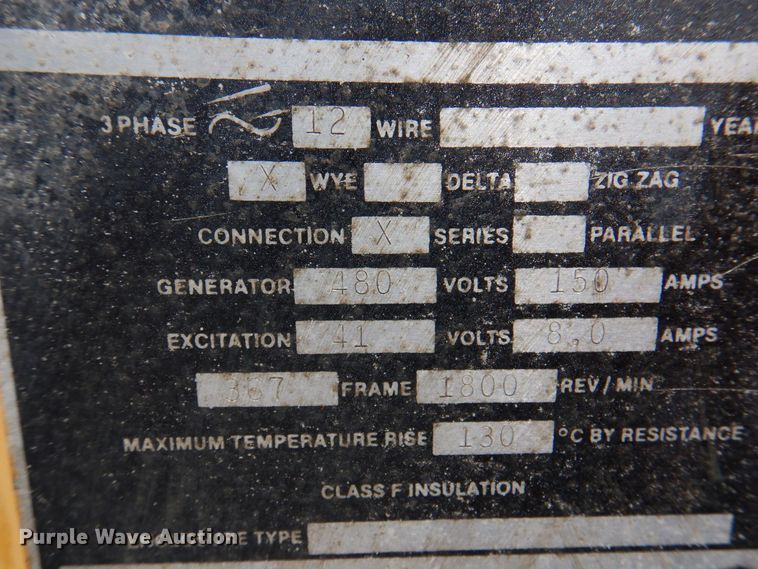 3 PHASE 12 WIRE YEAR
X WYE DELTA ZIG ZAG
CONNECTION X SERIES PARALLEL
GENERATOR 480 VOLTS 150 AMPS
EXCITATION 41 VOLTS 8.0 AMPS
367 FRAME 1800 REV/MIN
MAXIMUM TEMPERATURE RISE 130 °C BY RESISTANCE
CLASS F INSULATION
TYPE
Purple Wave Auction